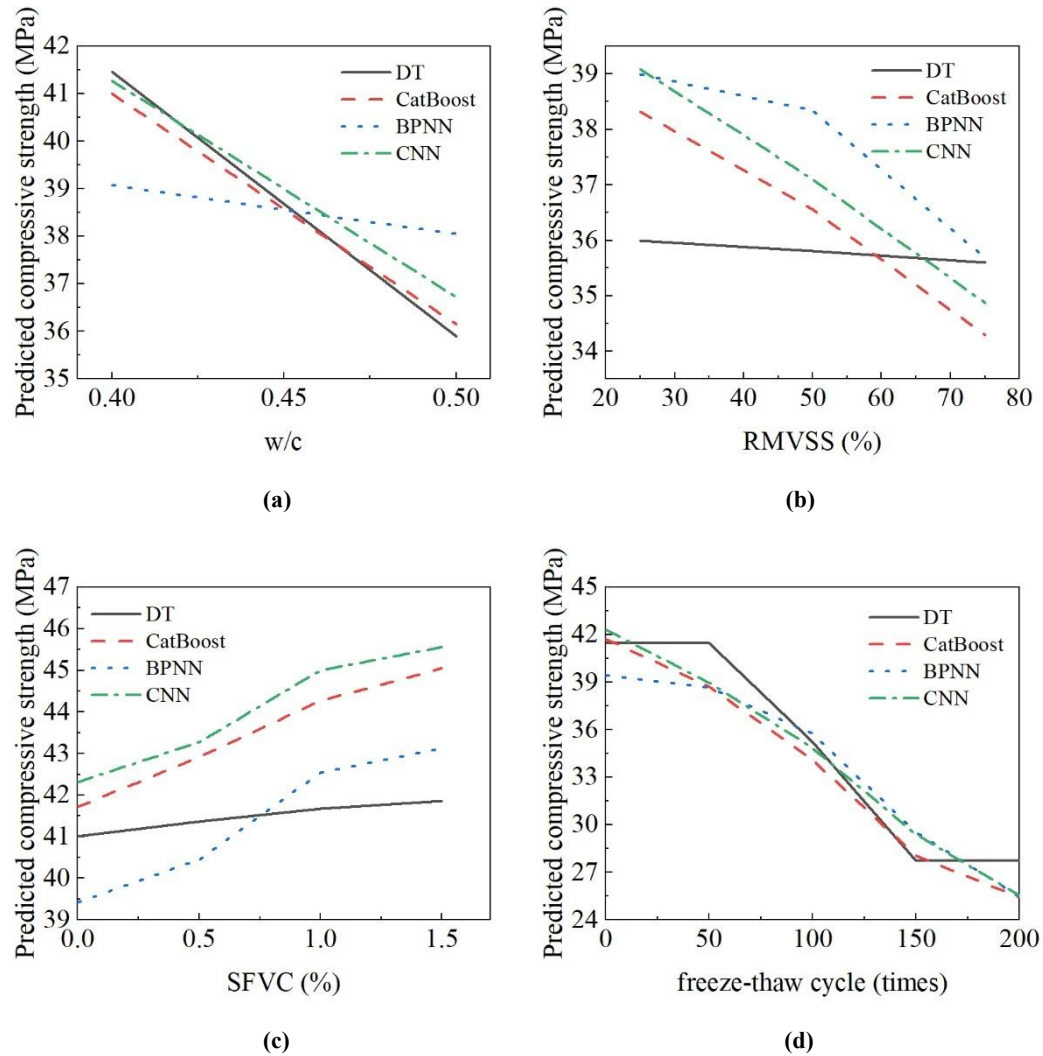 Predicted compressive strength (MPa)
42
41
40
39
38
37
36
35
0.40
0.45
0.50
w/c
DT
CatBoost
BPNN
CNN
(a)
Predicted compressive strength (MPa)
39
38
37
36
35
34
20
30
40
50
60
70
80
RMVSS (%)
DT
CatBoost
BPNN
CNN
(b)
Predicted compressive strength (MPa)
47
46
45
44
43
42
41
40
39
0.0
0.5
1.0
1.5
SFVC (%)
DT
CatBoost
BPNN
CNN
(c)
Predicted compressive strength (MPa)
45
42
39
36
33
30
27
24
0
50
100
150
200
freeze-thaw cycle (times)
DT
CatBoost
BPNN
CNN
(d)